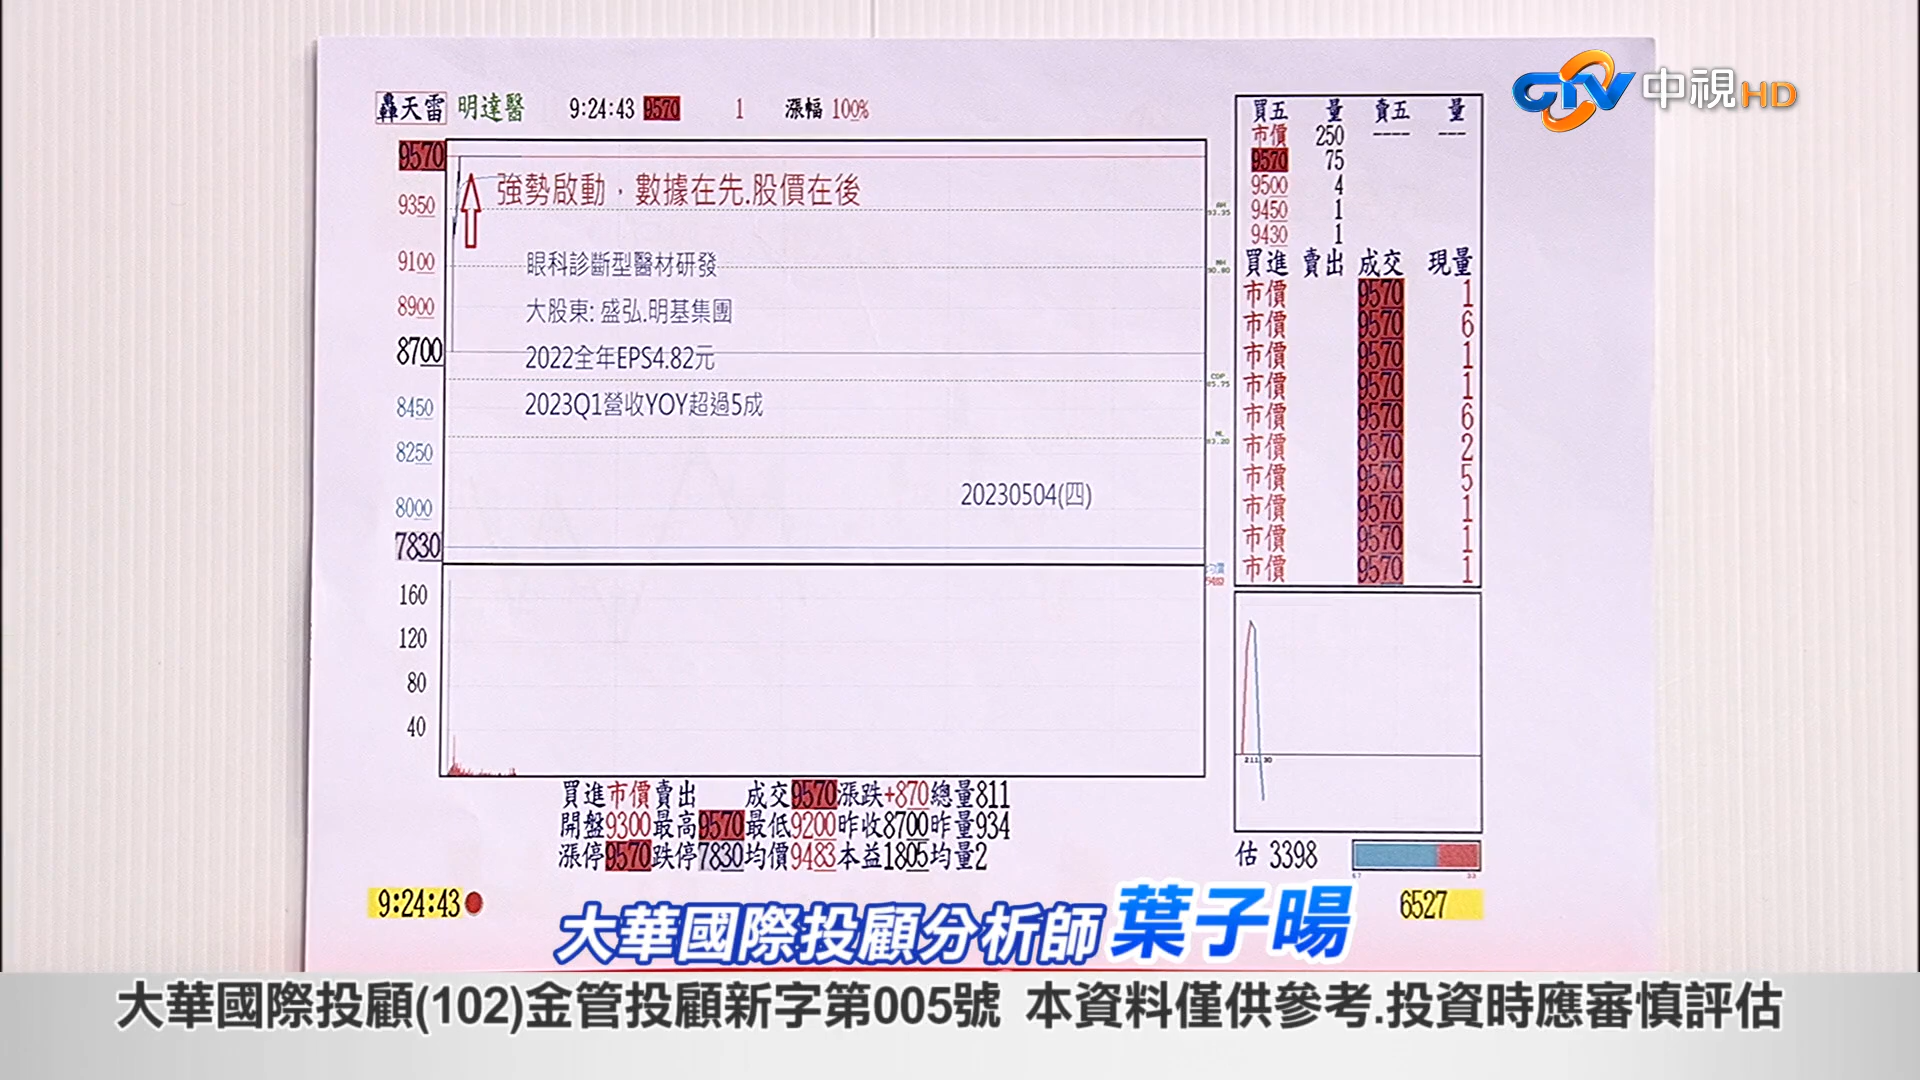 CTV 中視HD
轟天雷 明達醫 9:24:43 9570 1 漲幅 100%
9570
9350
9100
8900
8700
8450
8250
8000
7830
160
120
80
40
強勢啟動，數據在先.股價在後
眼科診斷型醫材研發
大股東: 盛弘.明基集團
2022全年EPS4.82元
2023Q1營收YOY超過5成
20230504(四)
買五 量 賣五 量
市價 250 ---- ---
9570 75
9500 4
9450 1
9430 1
買進 賣出 成交 現量
市價 9570 1
市價 9570 6
市價 9570 1
市價 9570 1
市價 9570 6
市價 9570 2
市價 9570 5
市價 9570 1
市價 9570 1
市價 9570 1
211.30
買進市價賣出 成交9570漲跌+870總量811
開盤9300最高9570最低9200昨收8700昨量934
漲停9570跌停7830均價9483本益1805均量2
估 3398
9:24:43
6527
大華國際投顧分析師 葉子暘
大華國際投顧(102)金管投顧新字第005號 本資料僅供參考.投資時應審慎評估